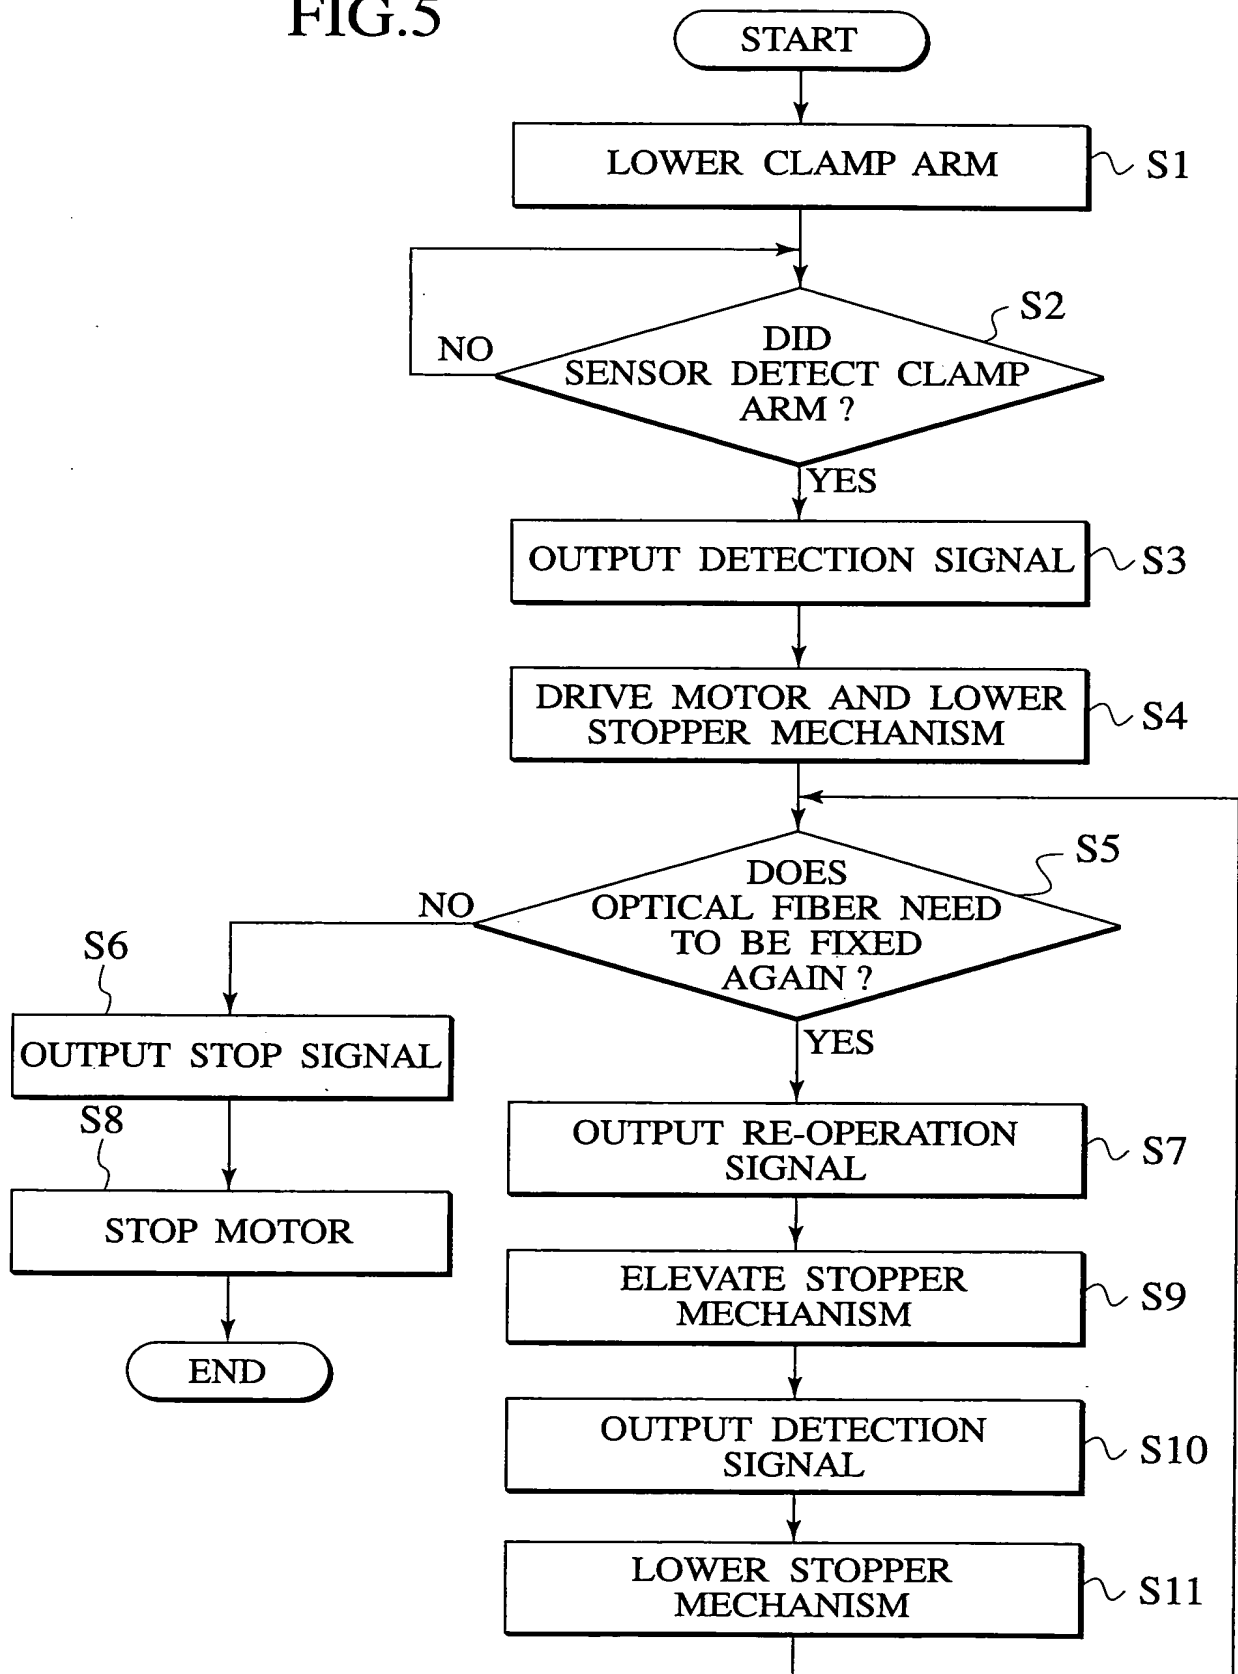 FIG.5
START
LOWER CLAMP ARM
S1
S2
DID
SENSOR DETECT CLAMP
ARM ?
NO
YES
OUTPUT DETECTION SIGNAL
S3
DRIVE MOTOR AND LOWER
STOPPER MECHANISM
S4
S5
DOES
OPTICAL FIBER NEED
TO BE FIXED
AGAIN ?
NO
YES
S6
OUTPUT STOP SIGNAL
S8
STOP MOTOR
END
OUTPUT RE-OPERATION
SIGNAL
S7
ELEVATE STOPPER
MECHANISM
S9
OUTPUT DETECTION
SIGNAL
S10
LOWER STOPPER
MECHANISM
S11